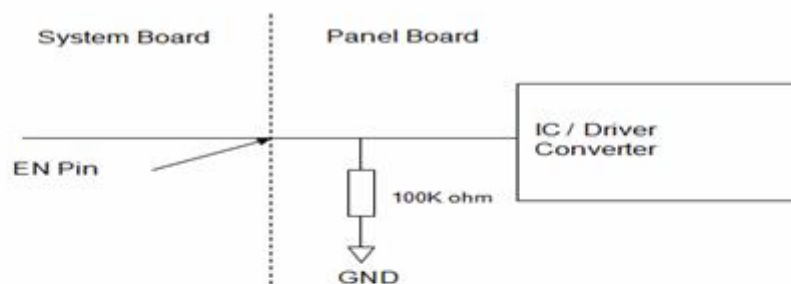 System Board
Panel Board
IC / Driver
Converter
EN Pin
100K ohm
GND